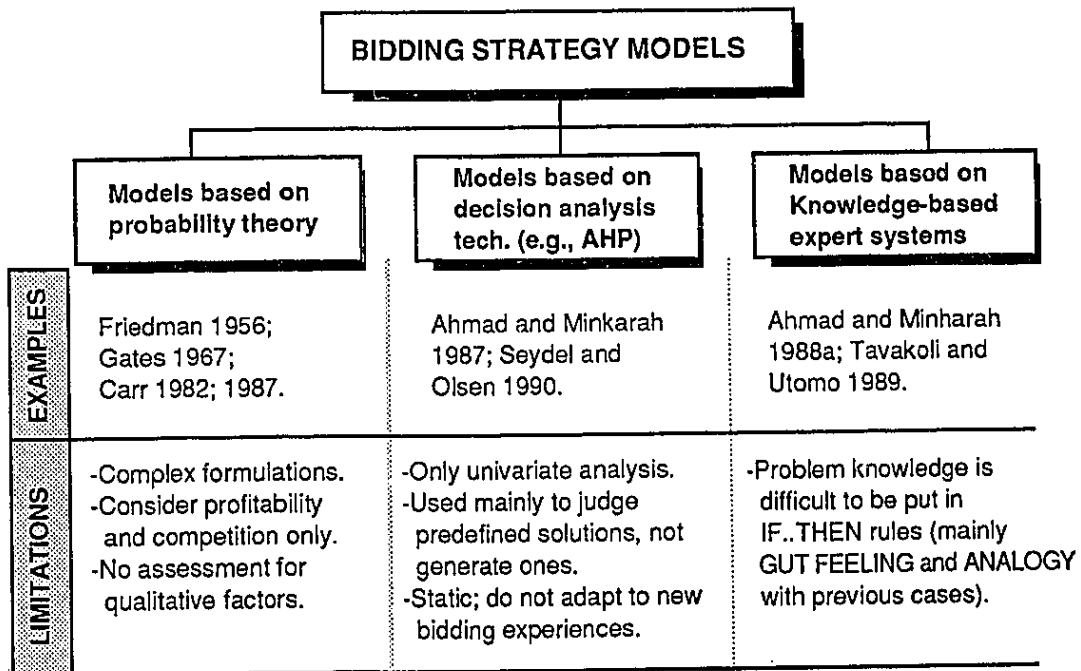 BIDDING STRATEGY MODELS
Models based on
probability theory
Models based on
decision analysis
tech. (e.g., AHP)
Models basod on
Knowledge-based
expert systems
EXAMPLES
Friedman 1956;
Gates 1967;
Carr 1982; 1987.
Ahmad and Minkarah
1987; Seydel and
Olsen 1990.
Ahmad and Minharah
1988a; Tavakoli and
Utomo 1989.
LIMITATIONS
-Complex formulations.
-Consider profitability
and competition only.
-No assessment for
qualitative factors.
-Only univariate analysis.
-Used mainly to judge
predefined solutions, not
generate ones.
-Static; do not adapt to new
bidding experiences.
-Problem knowledge is
difficult to be put in
IF..THEN rules (mainly
GUT FEELING and ANALOGY
with previous cases).